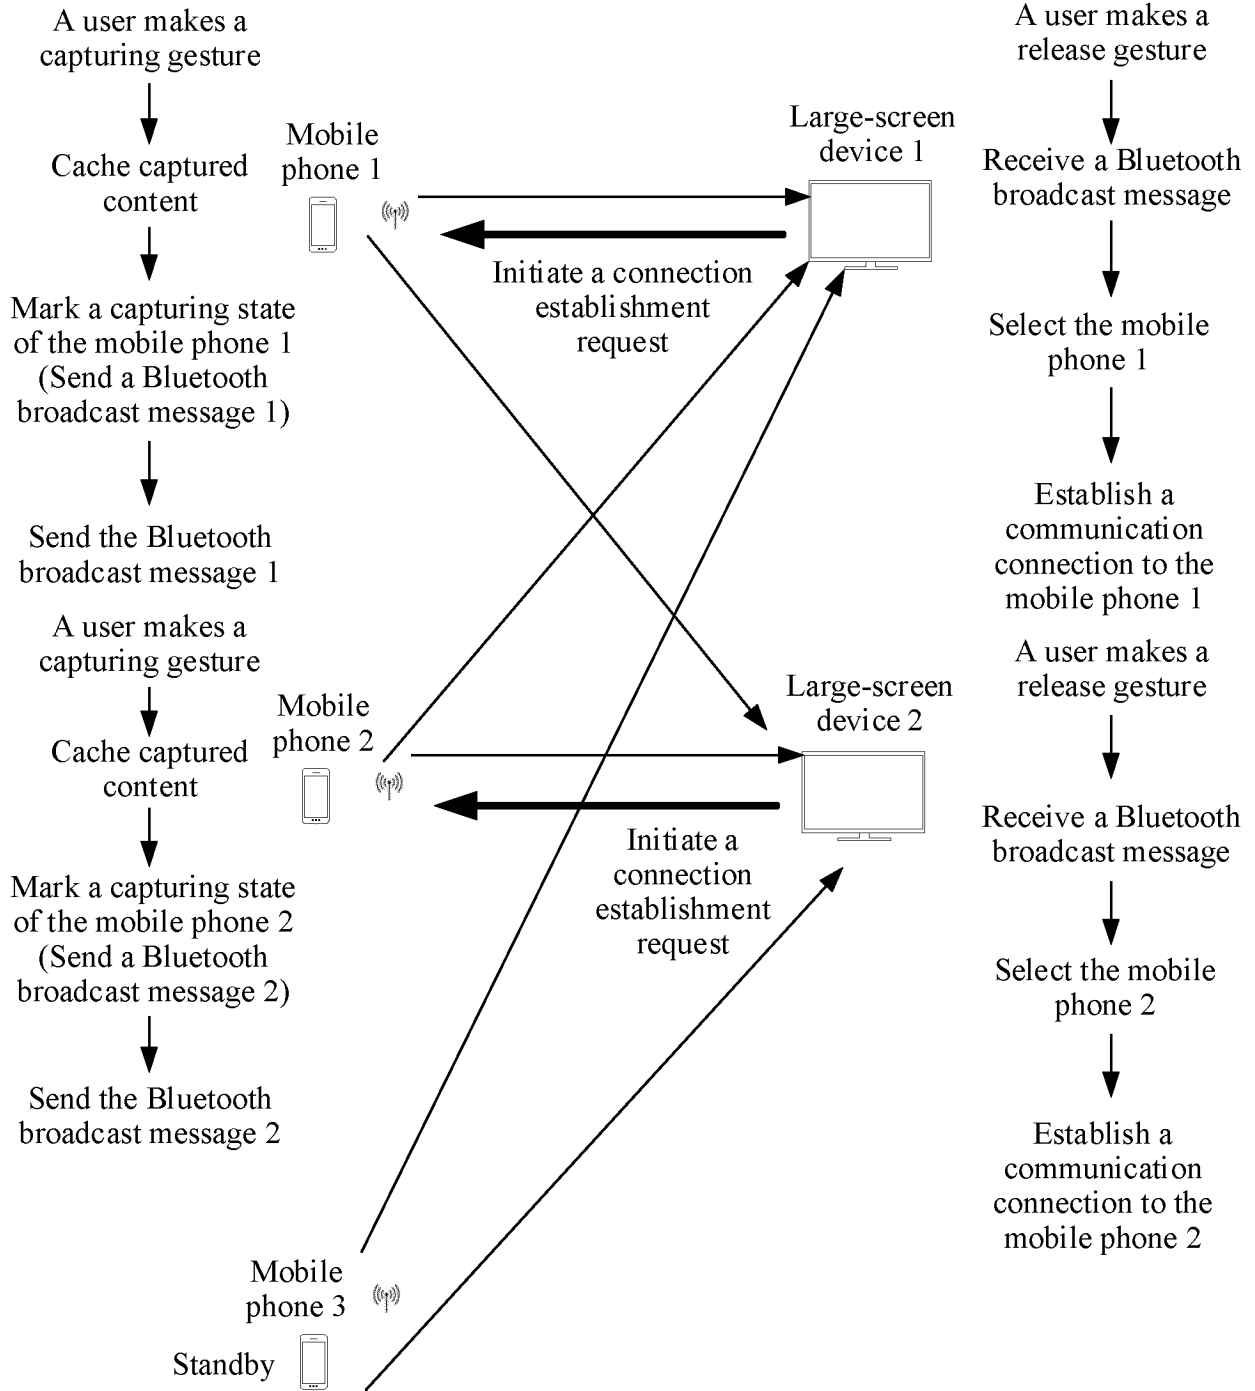 A user makes a
capturing gesture
Cache captured
content
Mark a capturing state
of the mobile phone 1
(Send a Bluetooth
broadcast message 1)
Send the Bluetooth
broadcast message 1
A user makes a
capturing gesture
Cache captured
content
Mark a capturing state
of the mobile phone 2
(Send a Bluetooth
broadcast message 2)
Send the Bluetooth
broadcast message 2
Mobile
phone 1
Mobile
phone 2
Mobile
phone 3
Standby
Initiate a connection
establishment
request
Initiate a
connection
establishment
request
Large-screen
device 1
Large-screen
device 2
A user makes a
release gesture
Receive a Bluetooth
broadcast message
Select the mobile
phone 1
Establish a
communication
connection to the
mobile phone 1
A user makes a
release gesture
Receive a Bluetooth
broadcast message
Select the mobile
phone 2
Establish a
communication
connection to the
mobile phone 2